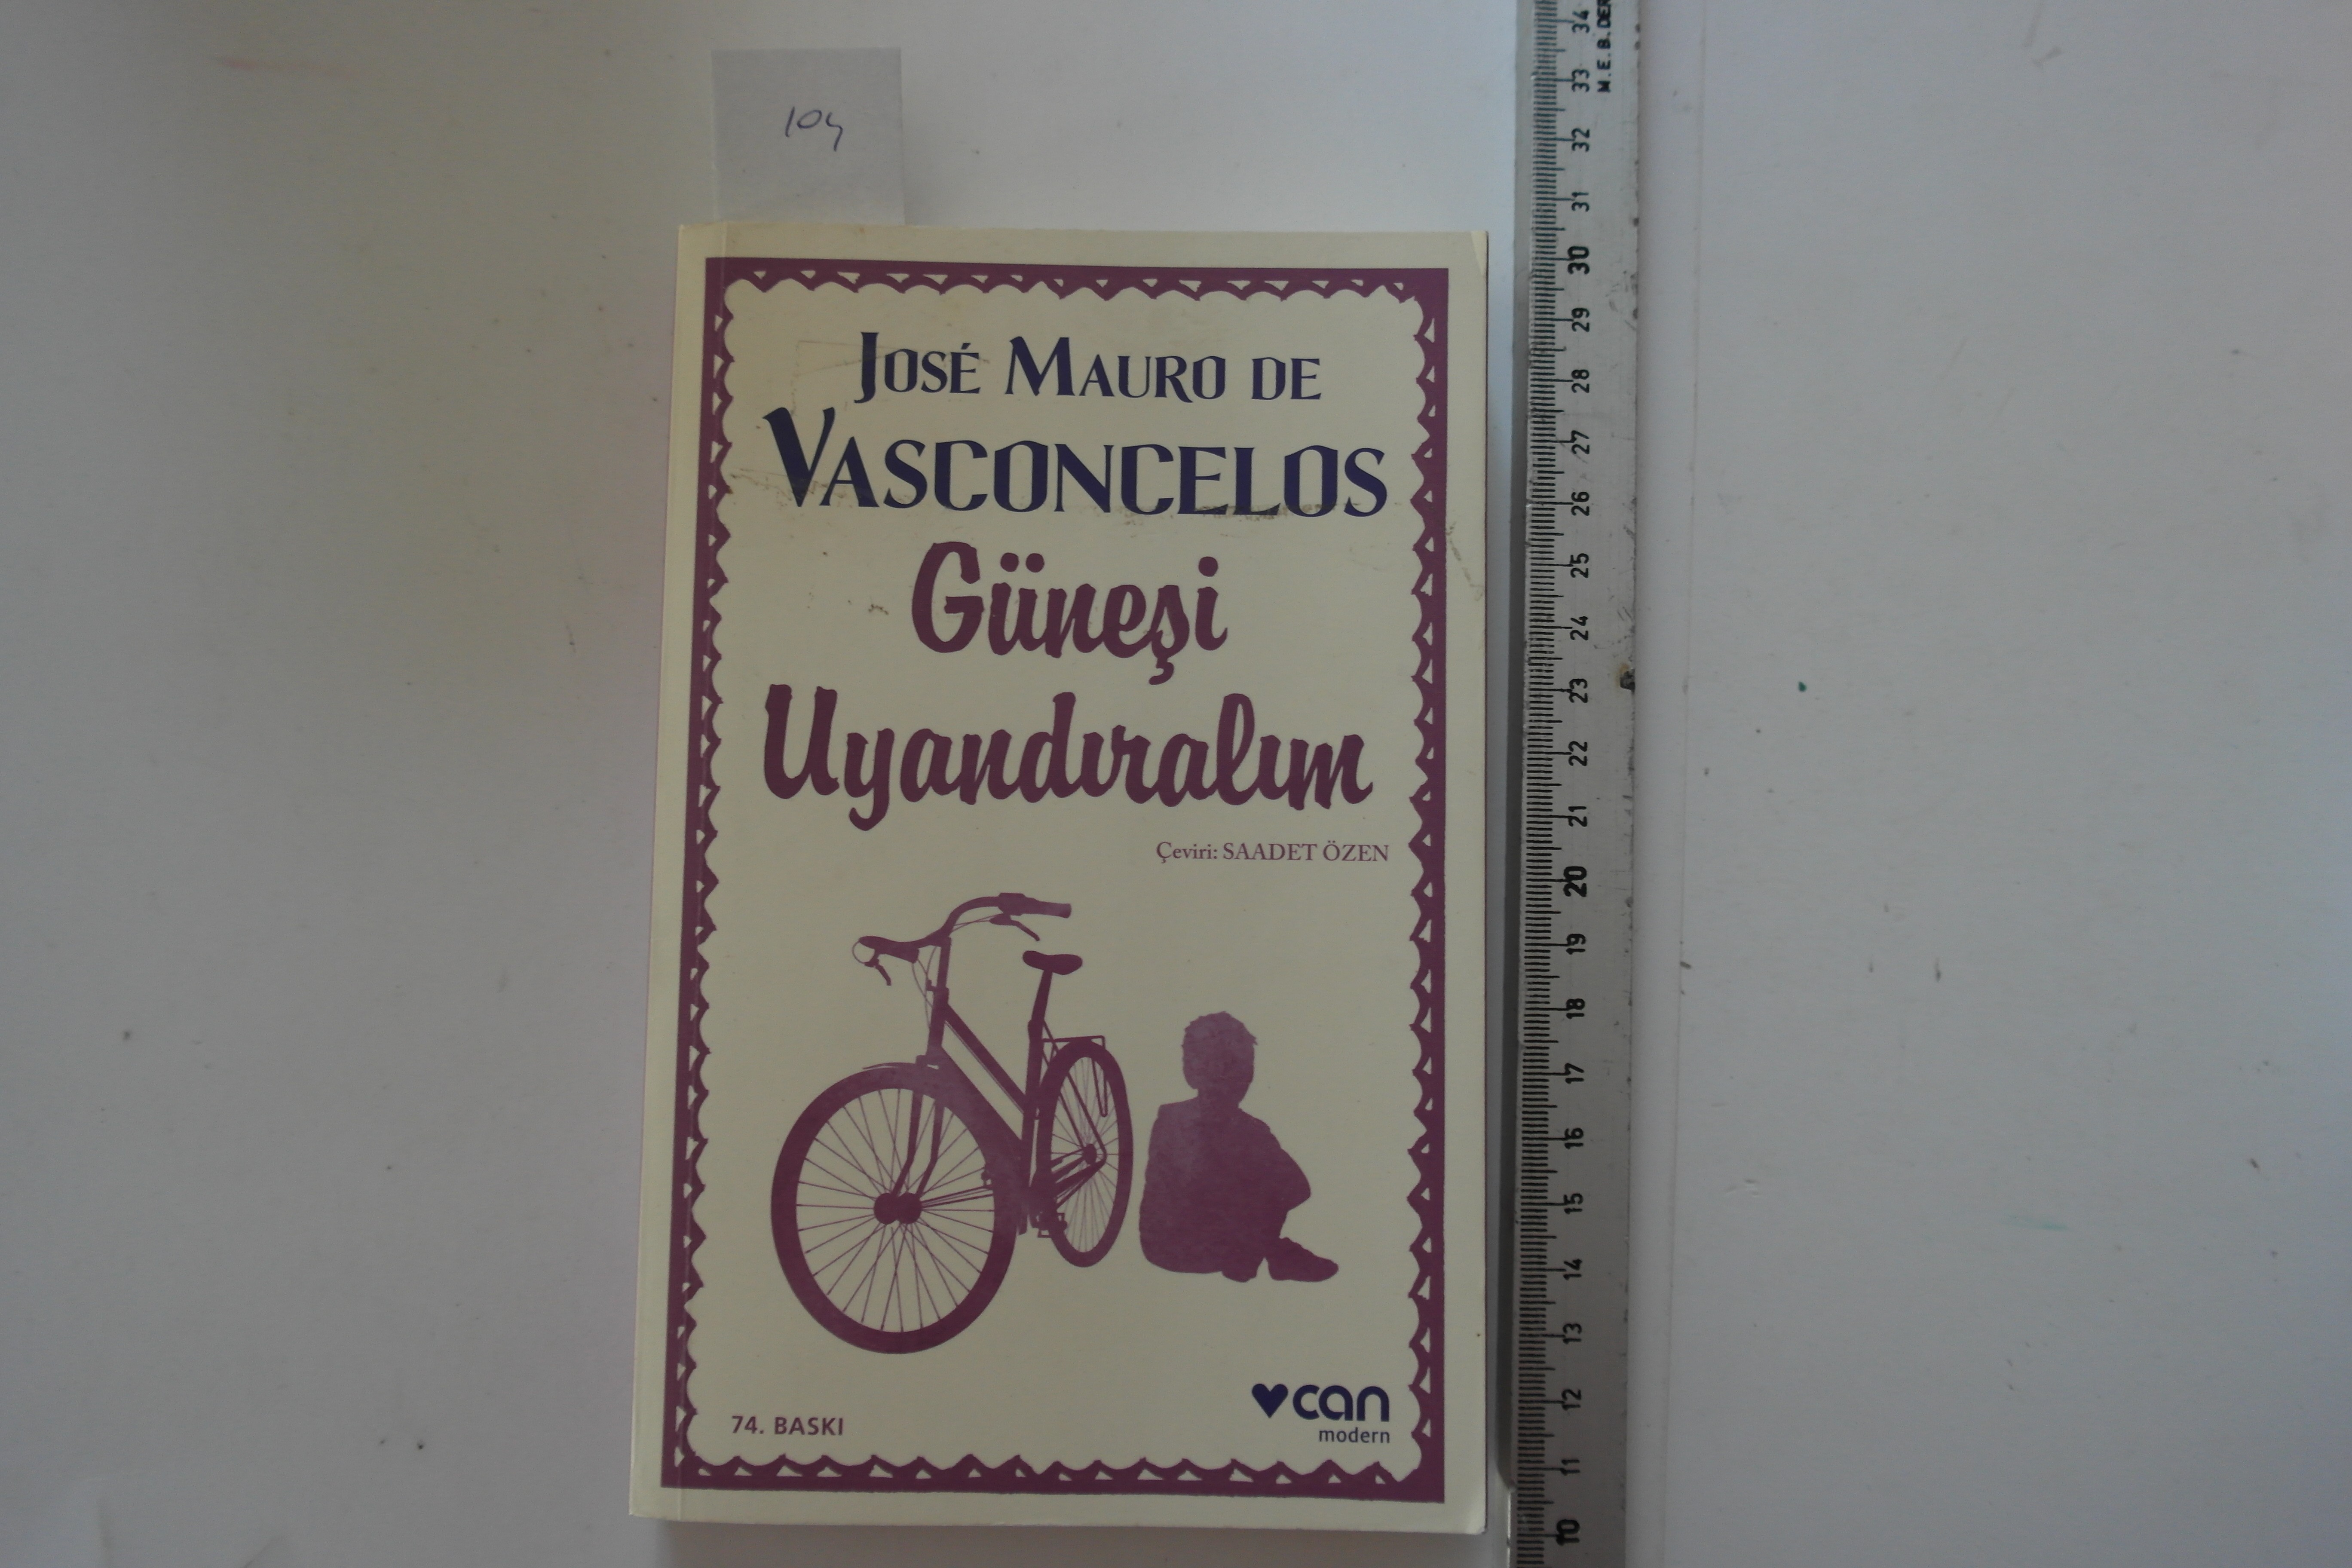 104
JOSÉ MAURO DE
VASCONCELOS
Güneşi
Uyandıralım
Çeviri: SAADET ÖZEN
74. BASKI
can
modern
M.E.B.DER
34
33
32
31
30
29
28
27
26
25
24
23
22
21
20
19
18
17
16
15
14
13
12
11
10